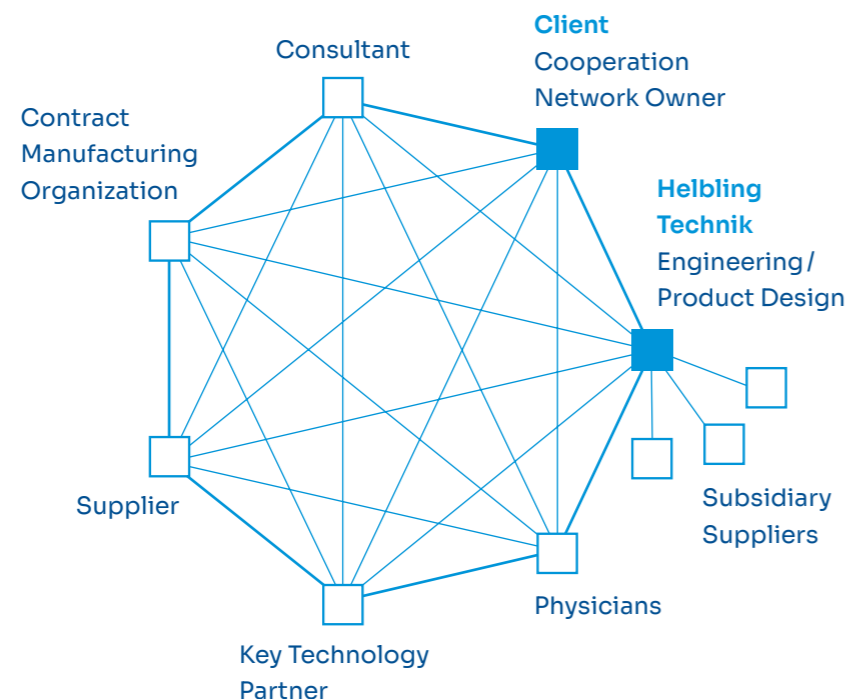 Client
Cooperation
Network Owner
Consultant
Contract
Manufacturing
Organization
Helbling
Technik
Engineering/
Product Design
Subsidiary
Suppliers
Supplier
Physicians
Key Technology
Partner